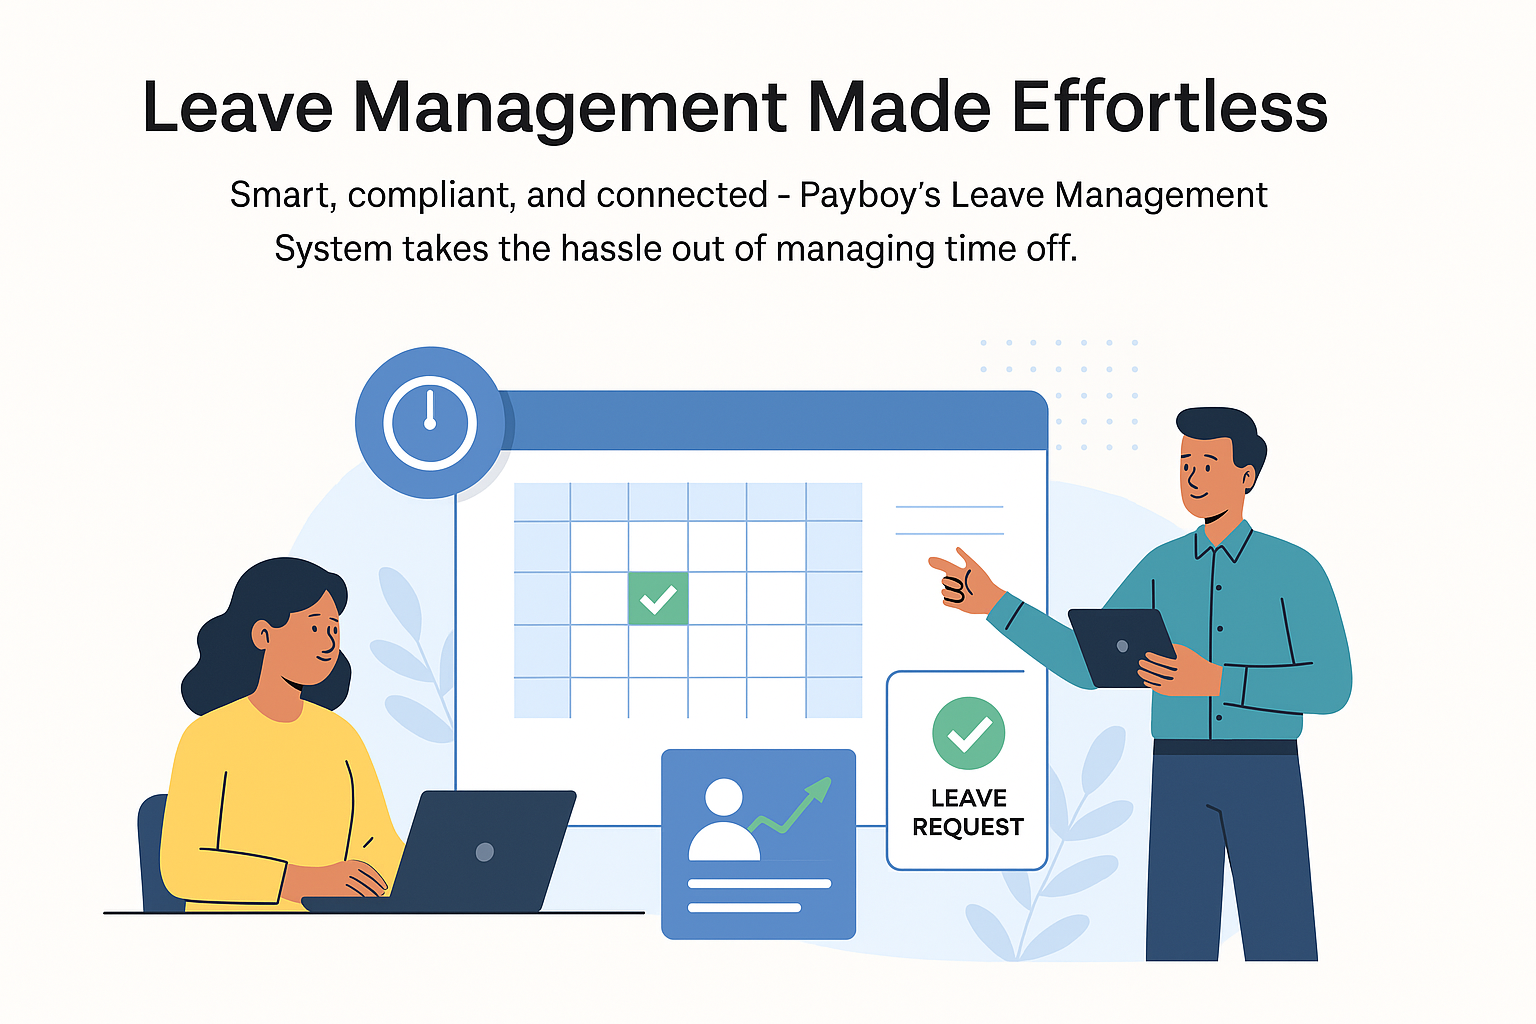 Leave Management Made Effortless
Smart, compliant, and connected - Payboy's Leave Management
System takes the hassle out of managing time off.
LEAVE
REQUEST